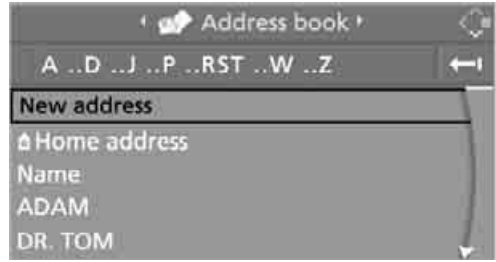 Address book
A ..D ..J ..P ..RST ..W ..Z
New address
Home address
Name
ADAM
DR. TOM